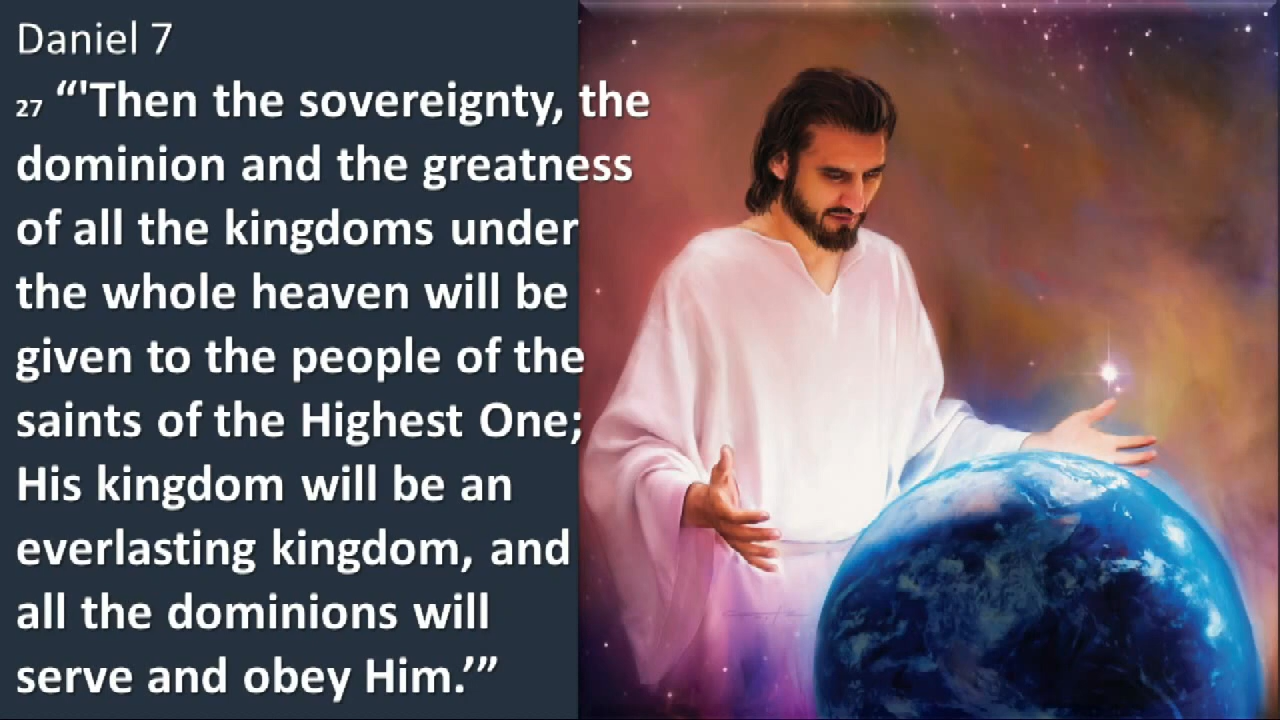 Daniel 7
27 “'Then the sovereignty, the
dominion and the greatness
of all the kingdoms under
the whole heaven will be
given to the people of the
saints of the Highest One;
His kingdom will be an
everlasting kingdom, and
all the dominions will
serve and obey Him.’”